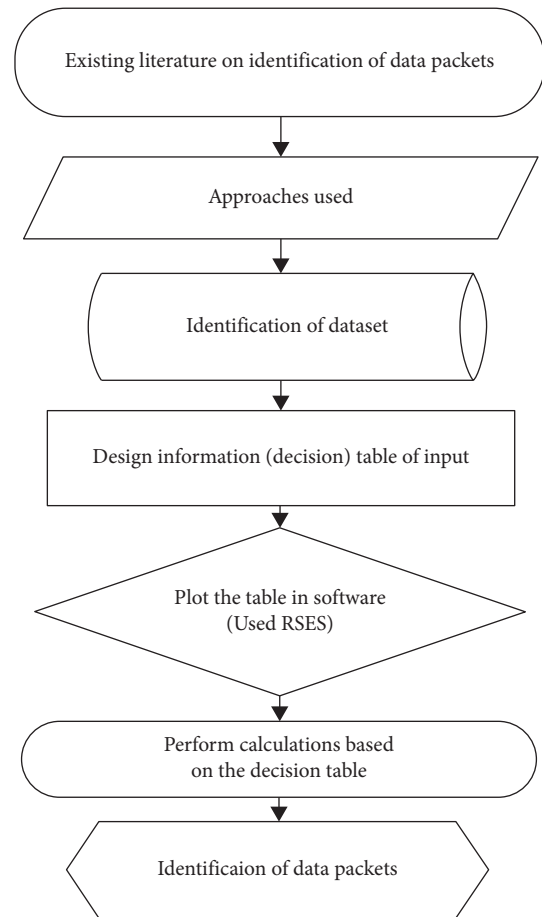 Existing literature on identification of data packets
Approaches used
Identification of dataset
Design information (decision) table of input
Plot the table in software
(Used RSES)
Perform calculations based
on the decision table
Identificaion of data packets